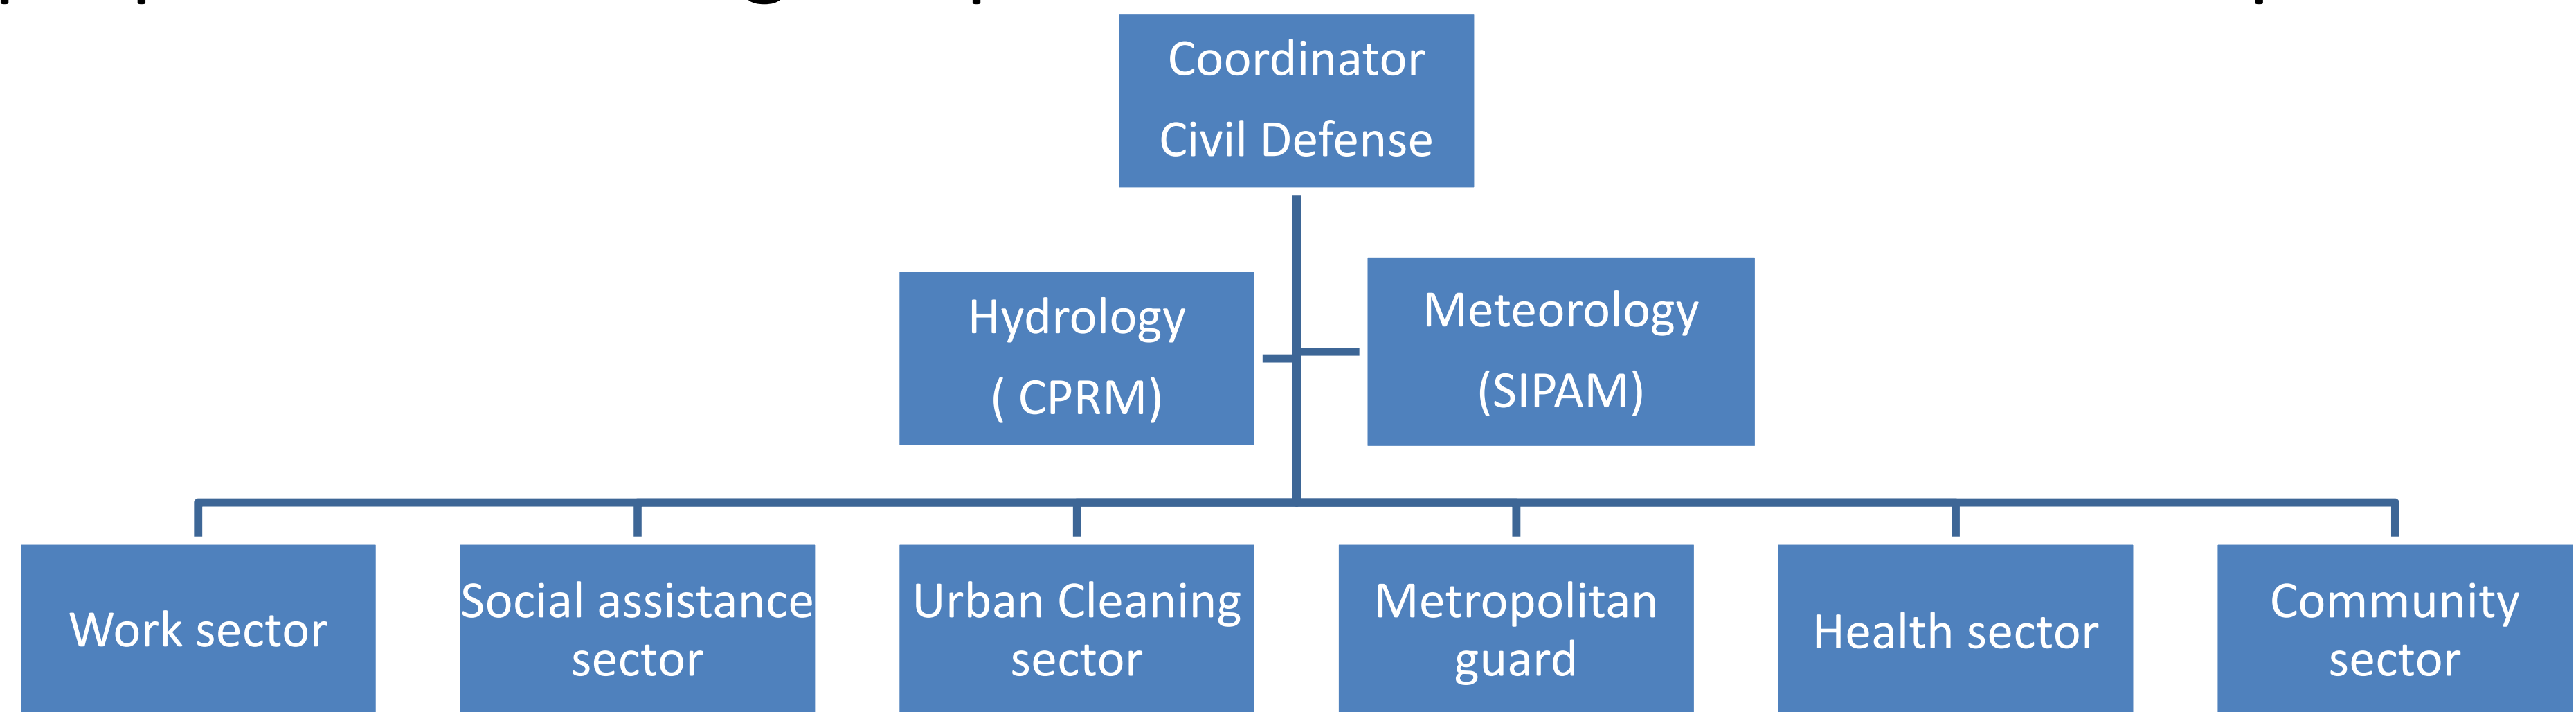 Coordinator
Civil Defense
Hydrology
( CPRM)
Meteorology
(SIPAM)
Work sector
Social assistance
sector
Urban Cleaning
sector
Metropolitan
guard
Health sector
Community
sector